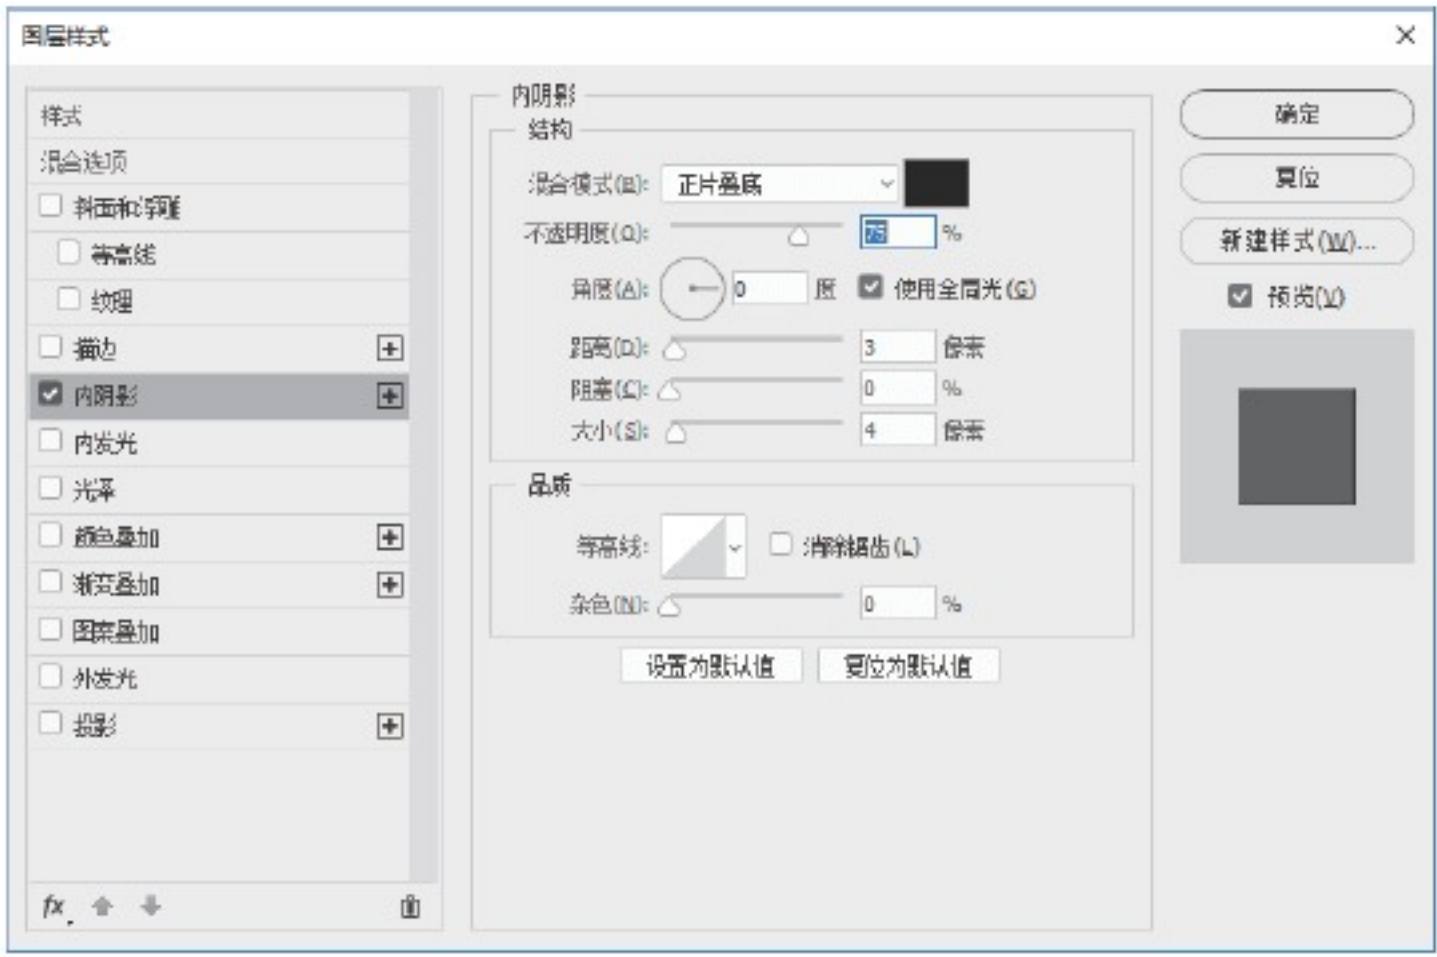 图层样式
样式
混合选项
斜面和浮雕
等高线
纹理
描边
内阴影
内发光
光泽
颜色叠加
渐变叠加
图案叠加
外发光
投影
fx
内阴影
结构
混合模式(B): 正片叠底
不透明度(O): 75 %
角度(A): 0 度 使用全局光(G)
距离(D): 3 像素
阻塞(C): 0 %
大小(S): 4 像素
品质
等高线: 消除锯齿(L)
杂色(N): 0 %
设置为默认值 复位为默认值
确定
复位
新建样式(W)...
预览(V)